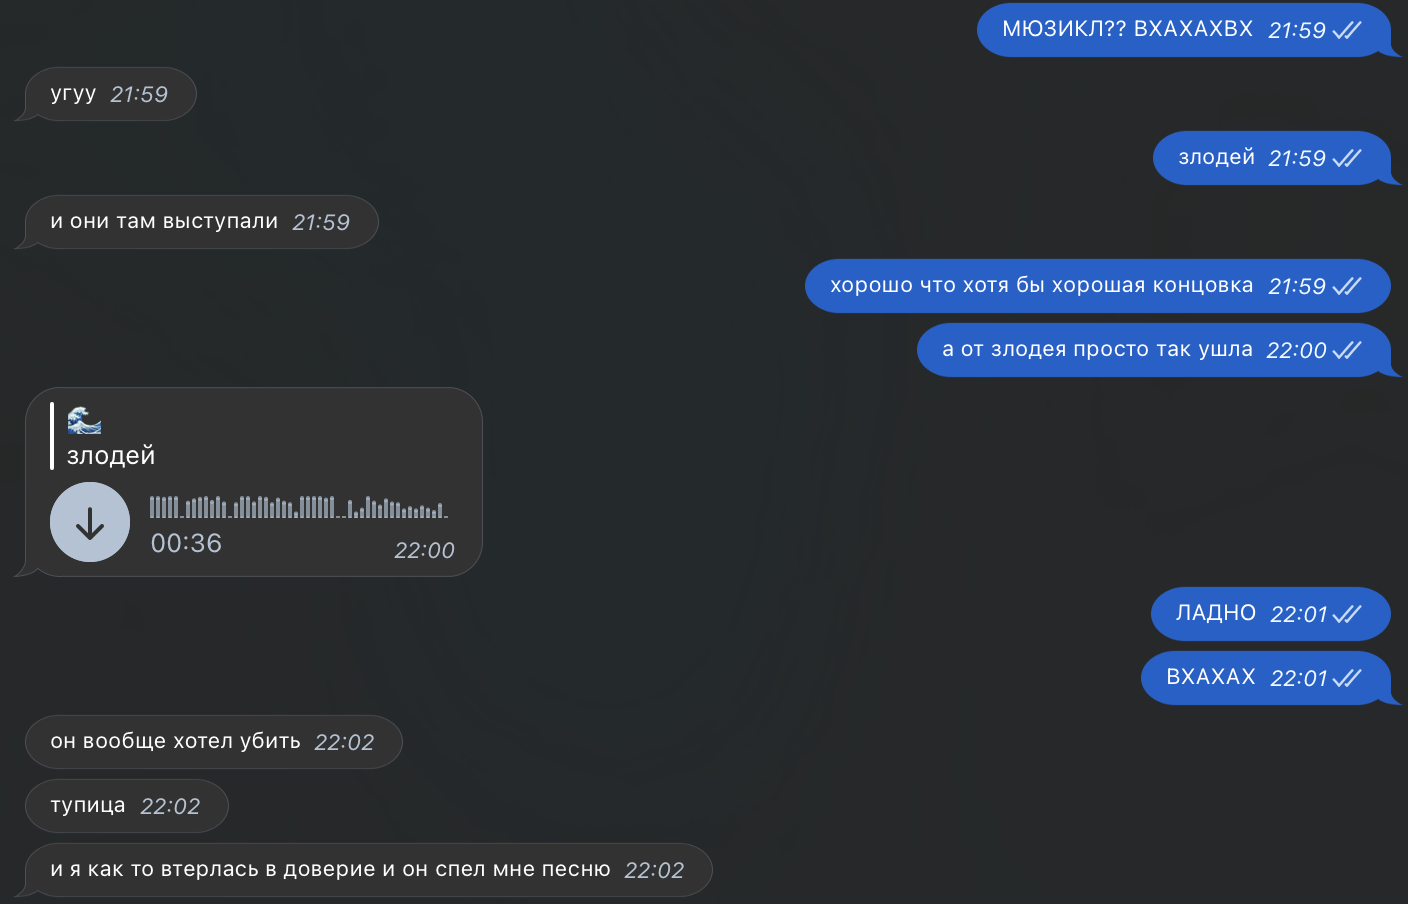 МЮЗИКЛ?? ВХАХАХВХ 21:59
угуу 21:59
злодей 21:59
и они там выступали 21:59
хорошо что хотя бы хорошая концовка 21:59
а от злодея просто так ушла 22:00
злодей
00:36 22:00
ЛАДНО 22:01
ВХАХАХ 22:01
он вообще хотел убить 22:02
тупица 22:02
и я как то втерлась в доверие и он спел мне песню 22:02